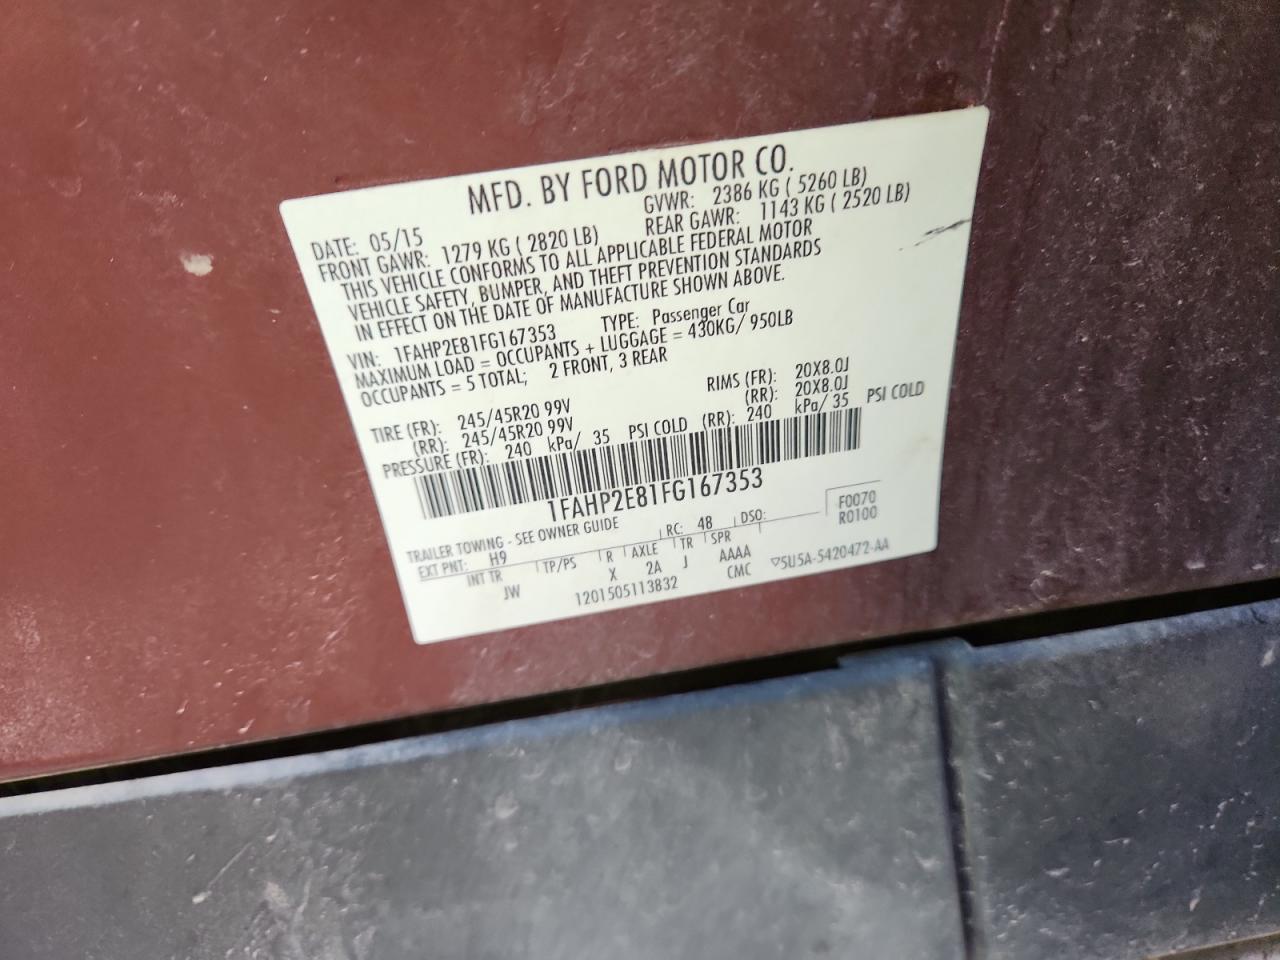 MFD. BY FORD MOTOR CO.
DATE: 05/15 GVWR: 2386 KG ( 5260 LB)
FRONT GAWR: 1279 KG ( 2820 LB) REAR GAWR: 1143 KG ( 2520 LB)
THIS VEHICLE CONFORMS TO ALL APPLICABLE FEDERAL MOTOR
VEHICLE SAFETY, BUMPER, AND THEFT PREVENTION STANDARDS
IN EFFECT ON THE DATE OF MANUFACTURE SHOWN ABOVE.
VIN: 1FAHP2E81FG167353 TYPE: Passenger Car
MAXIMUM LOAD = OCCUPANTS + LUGGAGE = 430KG/ 950LB
OCCUPANTS = 5 TOTAL; 2 FRONT, 3 REAR
TIRE (FR): 245/45R20 99V RIMS (FR): 20X8.0J
(RR): 245/45R20 99V (RR): 20X8.0J
PRESSURE (FR): 240 kPa/ 35 PSI COLD (RR): 240 kPa/ 35 PSI COLD
1FAHP2E81FG167353
TRAILER TOWING - SEE OWNER GUIDE
F0070
EXT PNT: H9 RC: 48 DSO: R0100
INT TR TP/PS R AXLE TR SPR
JW X 2A J AAAA
1201505113832 CMC ▽5U5A-5420472-AA